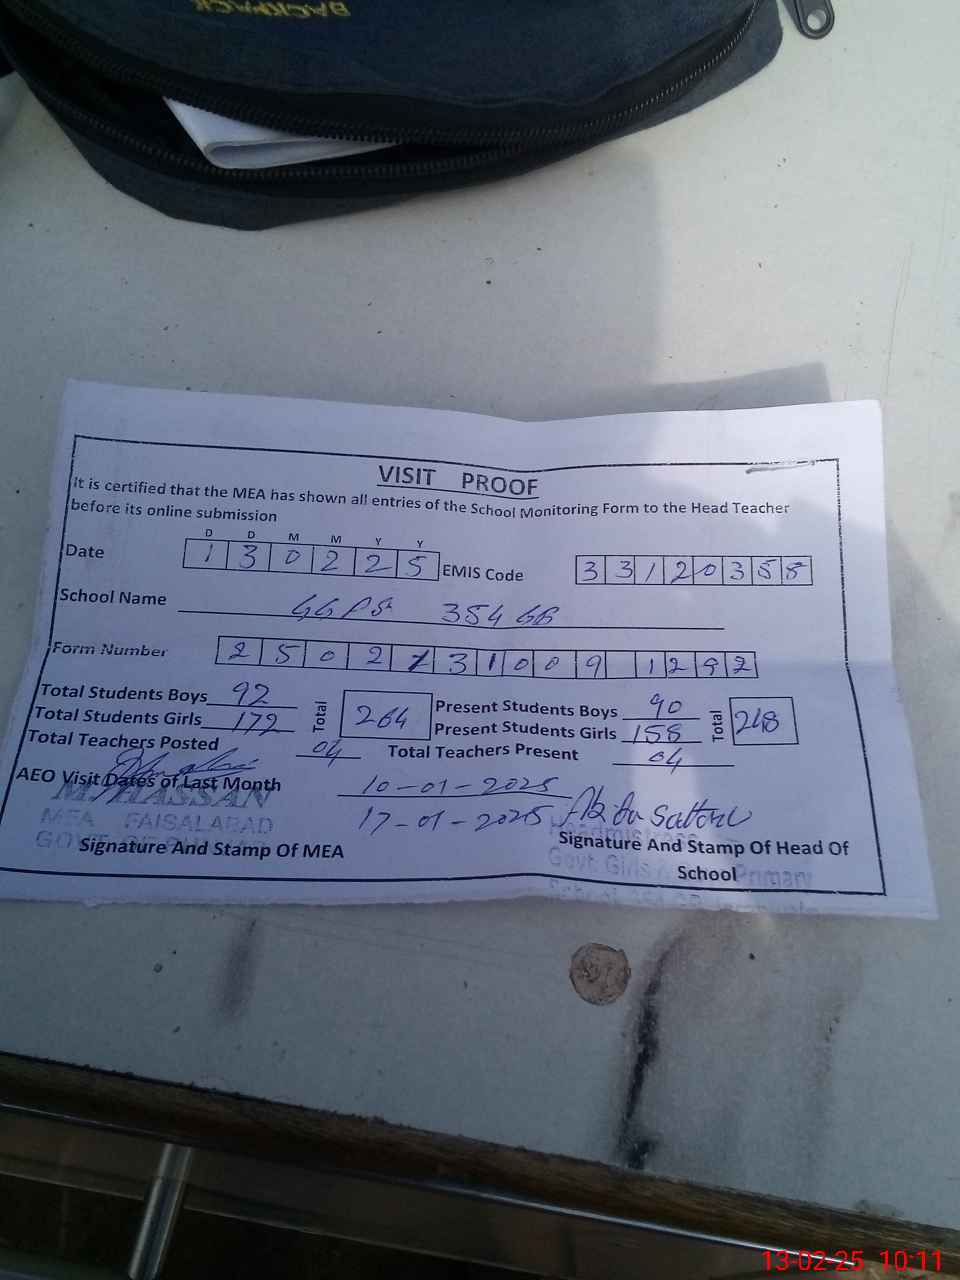 BACKPACK
VISIT PROOF
It is certified that the MEA has shown all entries of the School Monitoring Form to the Head Teacher
before its online submission
D D M M Y Y
Date 1 3 0 2 2 5 EMIS Code 3 3 1 2 0 3 5 8
School Name GGPS 354 GB
Form Number 2 5 0 2 1 3 1 0 0 9 1 2 9 2
Total Students Boys 92 Total 264 Present Students Boys 90 Total 248
Total Students Girls 172 Present Students Girls 158
Total Teachers Posted 04 Total Teachers Present 04
AEO Visit Dates of Last Month 10-01-2025
17-01-2025
M. HASSAN
MEA FAISALABAD
Signature And Stamp Of MEA
Headmistress
Signature And Stamp Of Head Of
School
Govt. Girls Primary
13-02-25 10:11